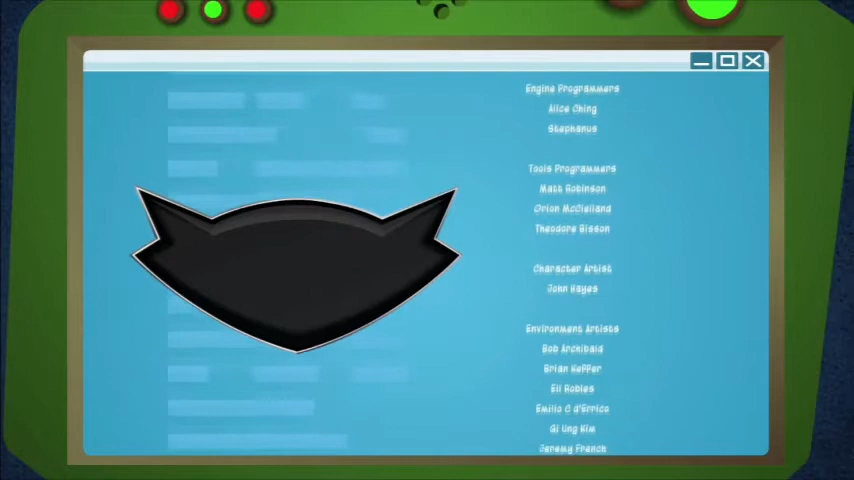 Engine Programmers
Alice Ching
Stephanus
Tools Programmers
Matt Robinson
Orion McClelland
Theodore Bisson
Character Artist
John Hayes
Environment Artists
Bob Archibald
Brian Keffer
Eli Robles
Emilio C d'Errico
Gi Ung Kim
Jeremy French